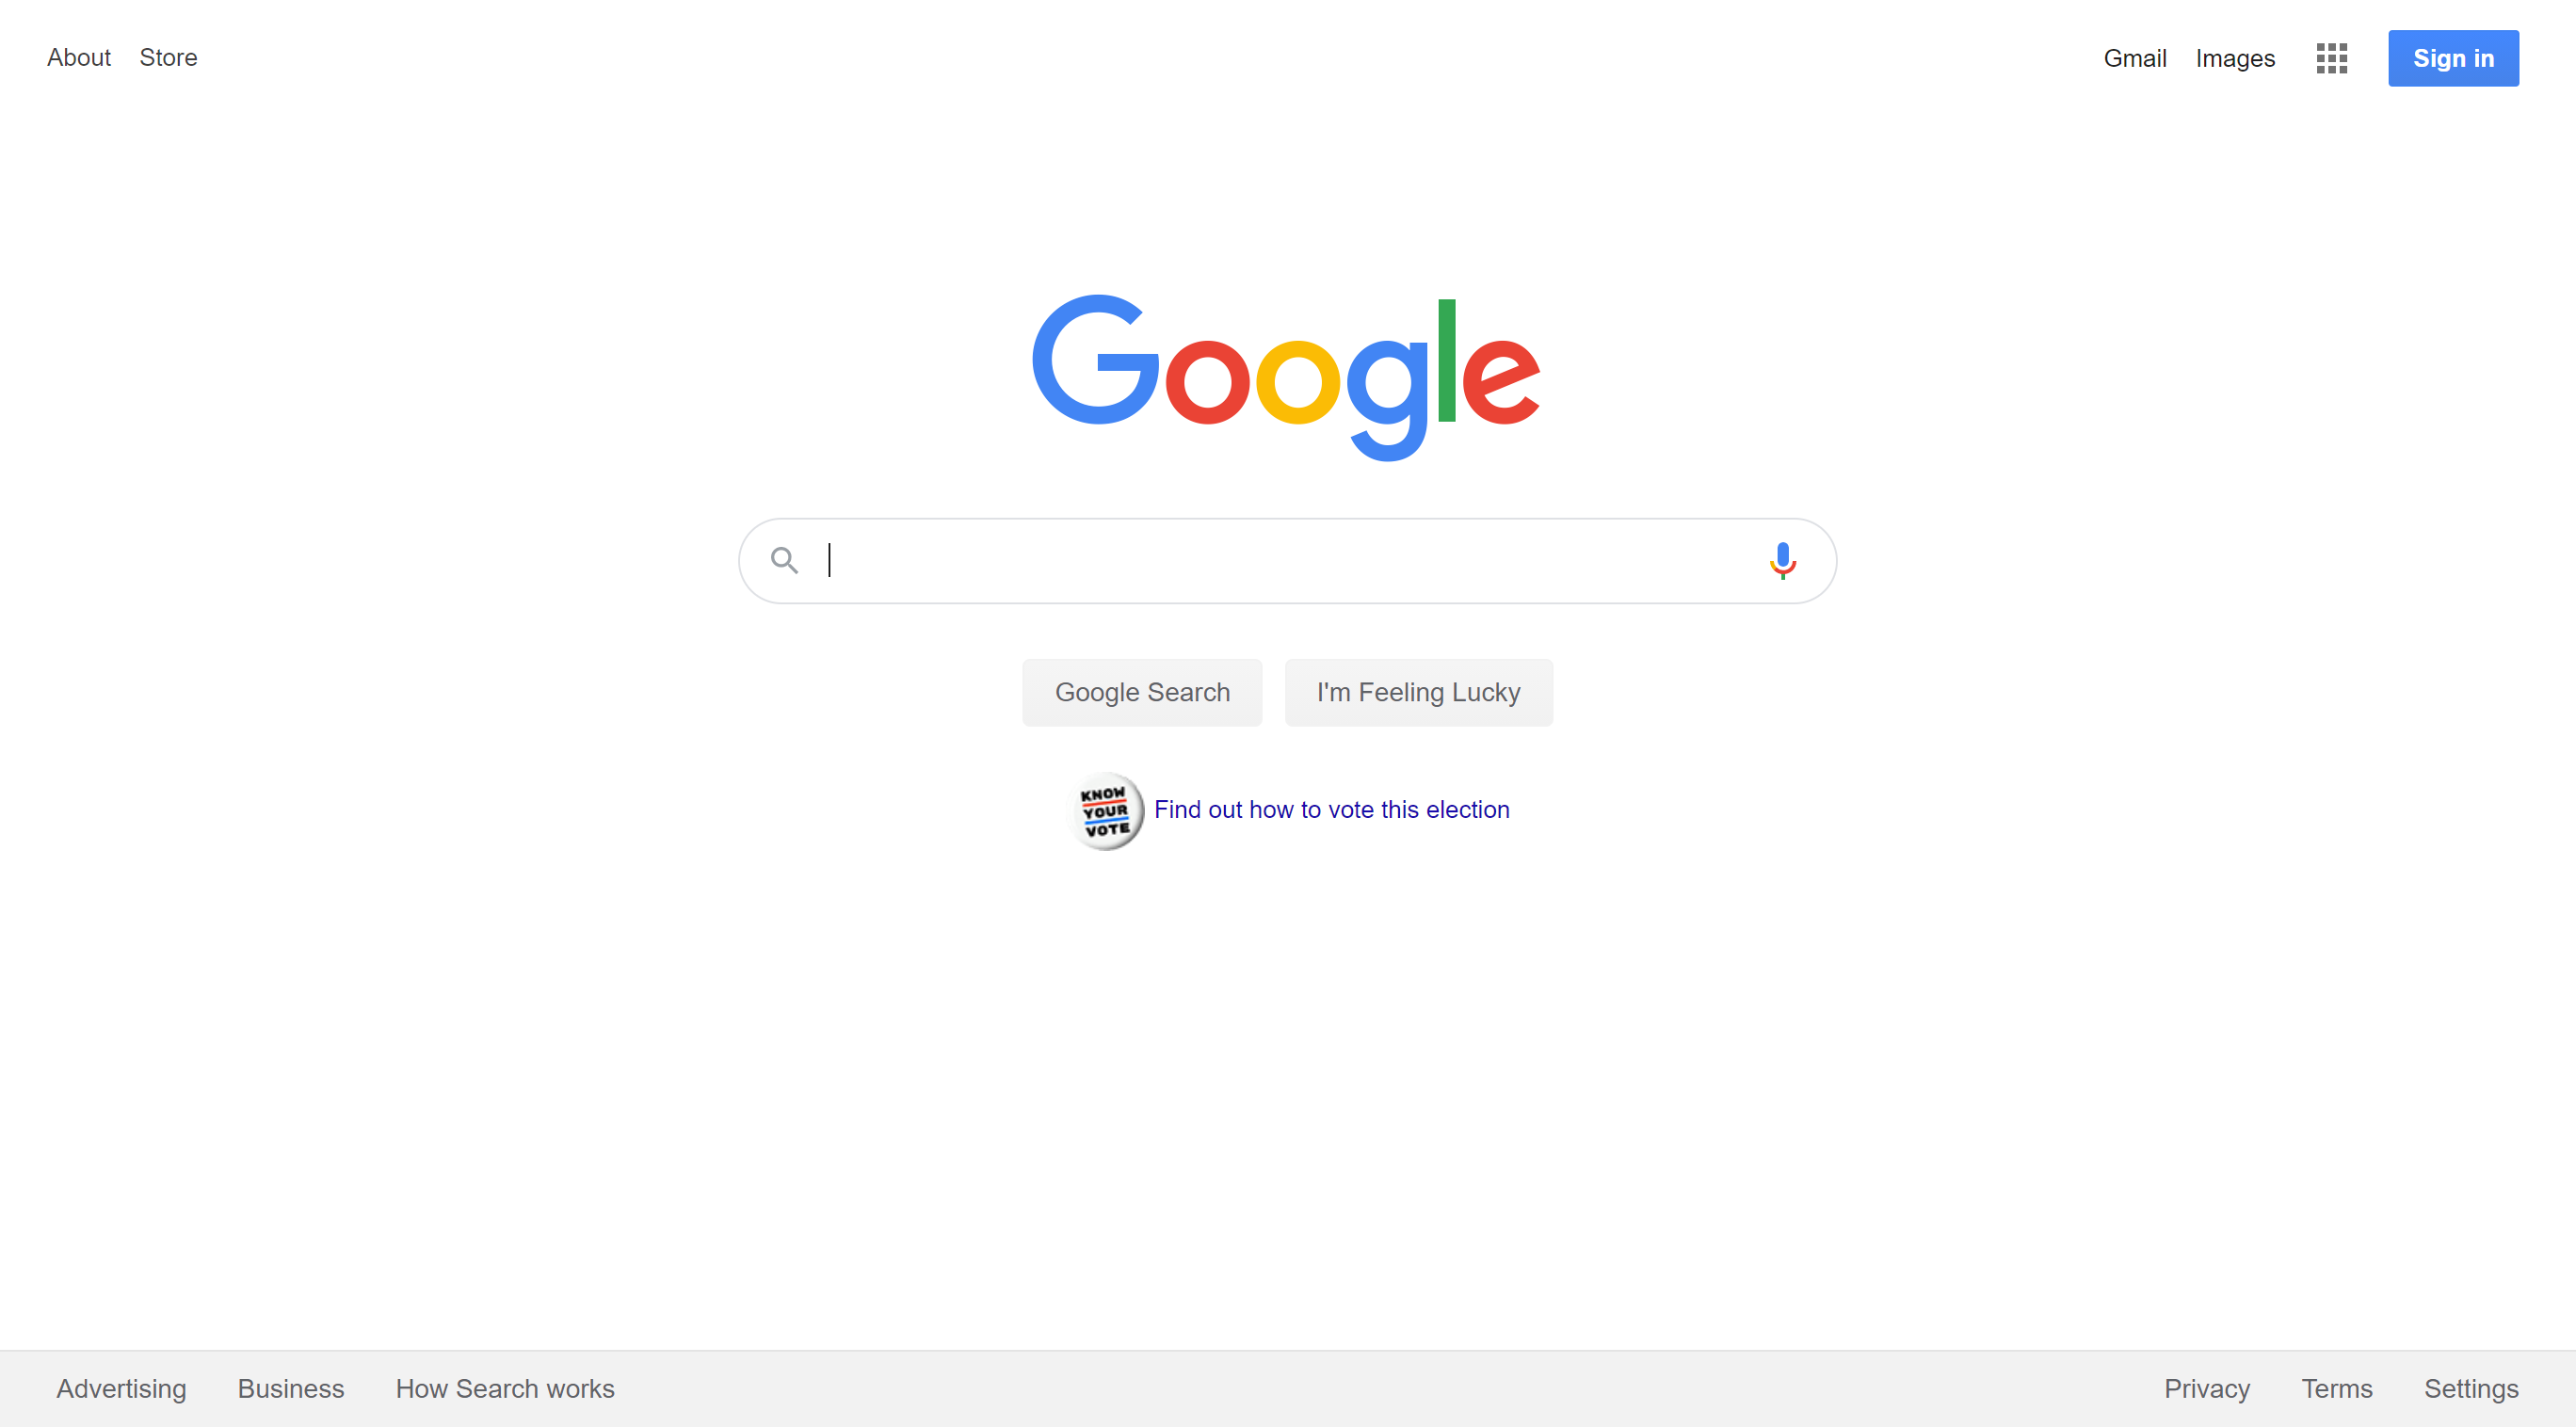 About Store Gmail Images Sign in
Google
Google Search I'm Feeling Lucky
KNOW
YOUR
VOTE
Find out how to vote this election
Advertising Business How Search works Privacy Terms Settings